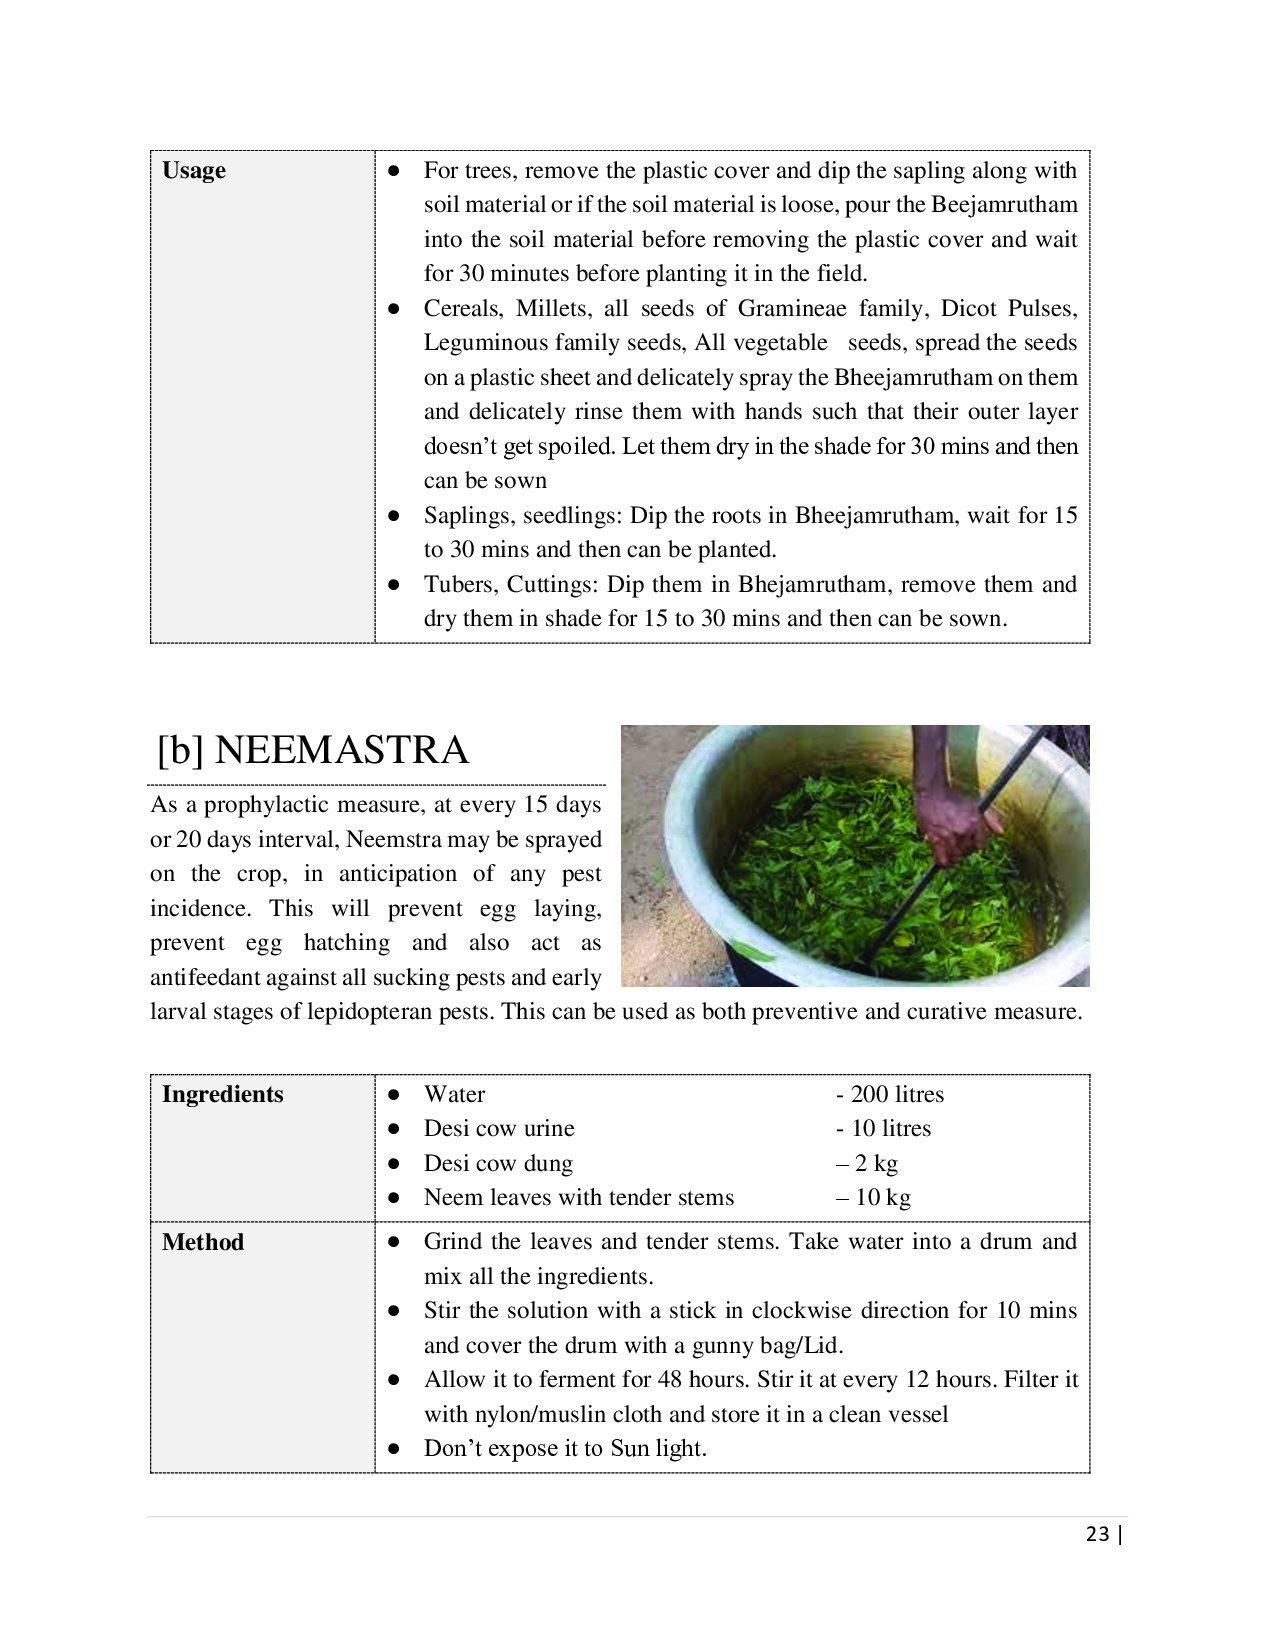 Usage
● For trees, remove the plastic cover and dip the sapling along with
soil material or if the soil material is loose, pour the Beejamrutham
into the soil material before removing the plastic cover and wait
for 30 minutes before planting it in the field.
● Cereals, Millets, all seeds of Gramineae family, Dicot Pulses,
Leguminous family seeds, All vegetable seeds, spread the seeds
on a plastic sheet and delicately spray the Bheejamrutham on them
and delicately rinse them with hands such that their outer layer
doesn’t get spoiled. Let them dry in the shade for 30 mins and then
can be sown
● Saplings, seedlings: Dip the roots in Bheejamrutham, wait for 15
to 30 mins and then can be planted.
● Tubers, Cuttings: Dip them in Bhejamrutham, remove them and
dry them in shade for 15 to 30 mins and then can be sown.
[b] NEEMASTRA
As a prophylactic measure, at every 15 days
or 20 days interval, Neemstra may be sprayed
on the crop, in anticipation of any pest
incidence. This will prevent egg laying,
prevent egg hatching and also act as
antifeedant against all sucking pests and early
larval stages of lepidopteran pests. This can be used as both preventive and curative measure.
Ingredients
● Water - 200 litres
● Desi cow urine - 10 litres
● Desi cow dung – 2 kg
● Neem leaves with tender stems – 10 kg
Method
● Grind the leaves and tender stems. Take water into a drum and
mix all the ingredients.
● Stir the solution with a stick in clockwise direction for 10 mins
and cover the drum with a gunny bag/Lid.
● Allow it to ferment for 48 hours. Stir it at every 12 hours. Filter it
with nylon/muslin cloth and store it in a clean vessel
● Don’t expose it to Sun light.
23 |